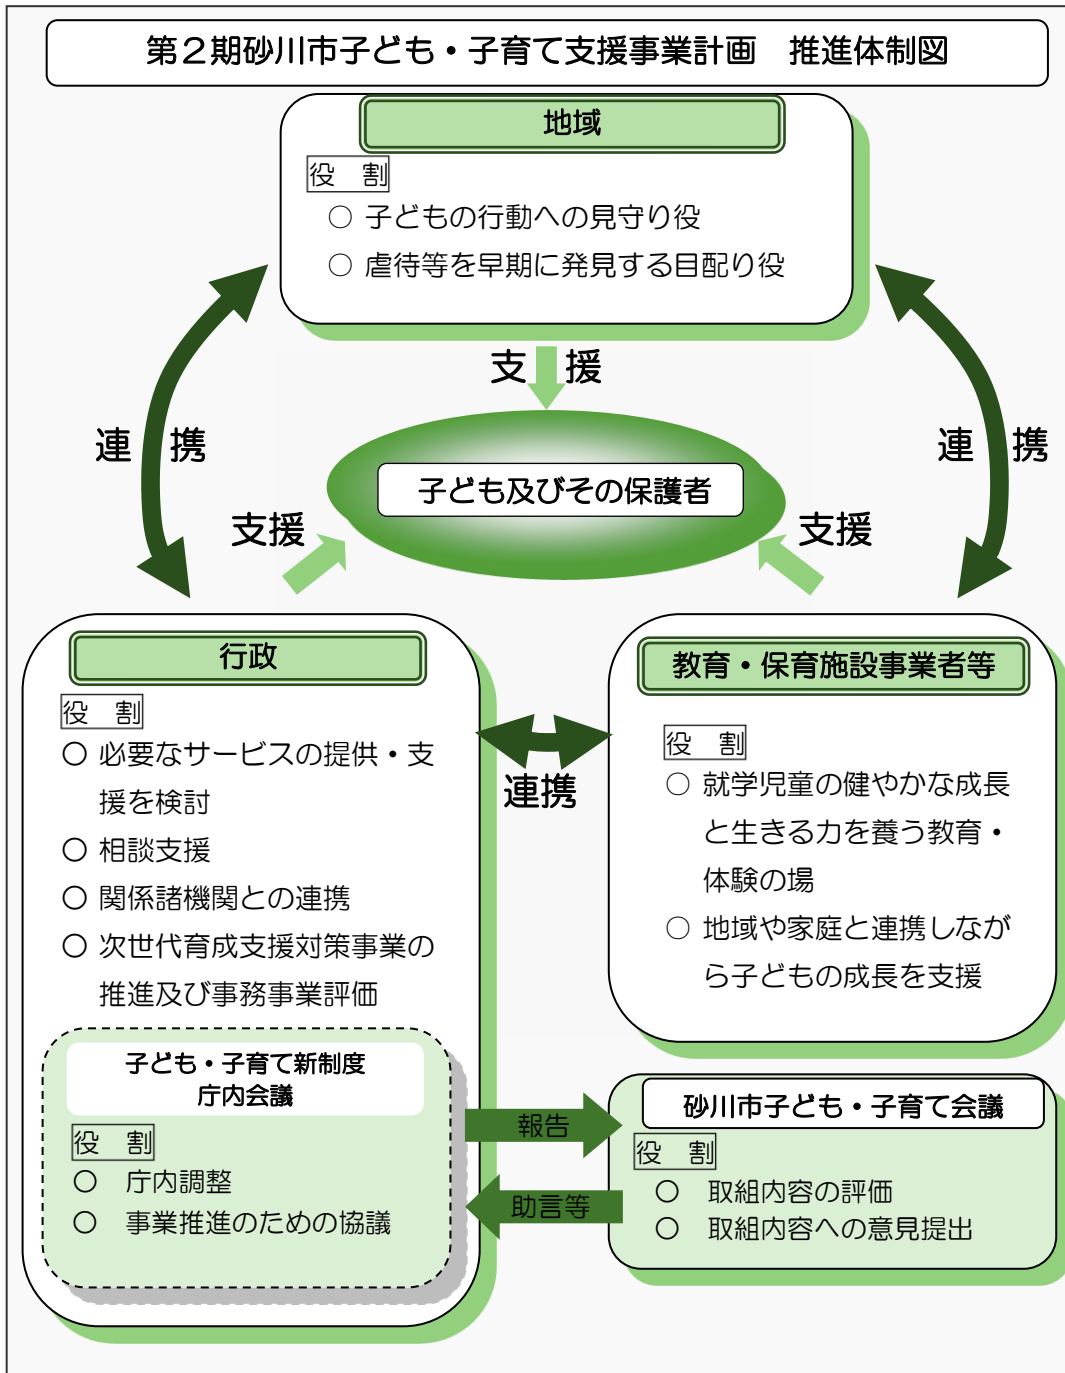 第２期砂川市子ども・子育て支援事業計画　推進体制図
地域
役　割
○ 子どもの行動への見守り役
○ 虐待等を早期に発見する目配り役
支　援
連　携
連　携
子ども及びその保護者
支援
支援
行政
役　割
○ 必要なサービスの提供・支
援を検討
○ 相談支援
○ 関係諸機関との連携
○ 次世代育成支援対策事業の
推進及び事務事業評価
連携
教育・保育施設事業者等
役　割
○ 就学児童の健やかな成長
と生きる力を養う教育・
体験の場
○ 地域や家庭と連携しなが
ら子どもの成長を支援
子ども・子育て新制度
庁内会議
役　割
○　庁内調整
○　事業推進のための協議
報告
助言等
砂川市子ども・子育て会議
役　割
○　取組内容の評価
○　取組内容への意見提出